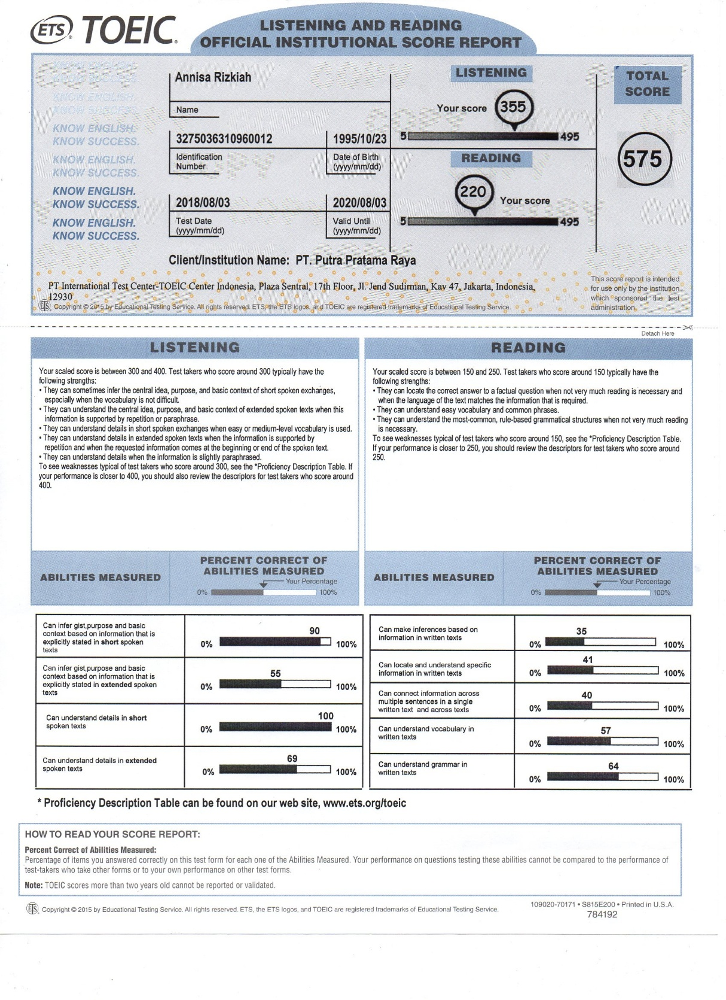 ETS® TOEIC®
LISTENING AND READING
OFFICIAL INSTITUTIONAL SCORE REPORT
KNOW ENGLISH.
KNOW SUCCESS.
KNOW ENGLISH.
KNOW SUCCESS.
KNOW ENGLISH.
KNOW SUCCESS.
KNOW ENGLISH.
KNOW SUCCESS.
KNOW ENGLISH.
KNOW SUCCESS.
KNOW ENGLISH.
KNOW SUCCESS.
Annisa Rizkiah
Name
3275036310960012
Identification
Number
1995/10/23
Date of Birth
(yyyy/mm/dd)
2018/08/03
Test Date
(yyyy/mm/dd)
2020/08/03
Valid Until
(yyyy/mm/dd)
LISTENING
Your score 355
5 495
READING
220 Your score
5 495
TOTAL
SCORE
575
Client/Institution Name: PT. Putra Pratama Raya
PT International Test Center-TOEIC Center Indonesia, Plaza Sentral, 17th Floor, Jl. Jend Sudirman, Kav 47, Jakarta, Indonesia,
12930
ETS® Copyright © 2015 by Educational Testing Service. All rights reserved. ETS, the ETS logos, and TOEIC are registered trademarks of Educational Testing Service.
This score report is intended
for use only by the institution
which sponsored the test
administration.
Detach Here
LISTENING
Your scaled score is between 300 and 400. Test takers who score around 300 typically have the
following strengths:
• They can sometimes infer the central idea, purpose, and basic context of short spoken exchanges,
especially when the vocabulary is not difficult.
• They can understand the central idea, purpose, and basic context of extended spoken texts when this
information is supported by repetition or paraphrase.
• They can understand details in short spoken exchanges when easy or medium-level vocabulary is used.
• They can understand details in extended spoken texts when the information is supported by
repetition and when the requested information comes at the beginning or end of the spoken text.
• They can understand details when the information is slightly paraphrased.
To see weaknesses typical of test takers who score around 300, see the *Proficiency Description Table. If
your performance is closer to 400, you should also review the descriptors for test takers who score around
400.
READING
Your scaled score is between 150 and 250. Test takers who score around 150 typically have the
following strengths:
• They can locate the correct answer to a factual question when not very much reading is necessary and
when the language of the text matches the information that is required.
• They can understand easy vocabulary and common phrases.
• They can understand the most-common, rule-based grammatical structures when not very much reading
is necessary.
To see weaknesses typical of test takers who score around 150, see the *Proficiency Description Table.
If your performance is closer to 250, you should review the descriptors for test takers who score around
250.
ABILITIES MEASURED
PERCENT CORRECT OF
ABILITIES MEASURED
Your Percentage
0% 100%
Can infer gist,purpose and basic
context based on information that is
explicitly stated in short spoken
texts
90
0% 100%
Can infer gist,purpose and basic
context based on information that is
explicitly stated in extended spoken
texts
55
0% 100%
Can understand details in short
spoken texts
100
0% 100%
Can understand details in extended
spoken texts
69
0% 100%
ABILITIES MEASURED
PERCENT CORRECT OF
ABILITIES MEASURED
Your Percentage
0% 100%
Can make inferences based on
information in written texts
35
0% 100%
Can locate and understand specific
information in written texts
41
0% 100%
Can connect information across
multiple sentences in a single
written text and across texts
40
0% 100%
Can understand vocabulary in
written texts
57
0% 100%
Can understand grammar in
written texts
64
0% 100%
* Proficiency Description Table can be found on our web site, www.ets.org/toeic
HOW TO READ YOUR SCORE REPORT:
Percent Correct of Abilities Measured:
Percentage of items you answered correctly on this test form for each one of the Abilities Measured. Your performance on questions testing these abilities cannot be compared to the performance of
test-takers who take other forms or to your own performance on other test forms.
Note: TOEIC scores more than two years old cannot be reported or validated.
ETS® Copyright © 2015 by Educational Testing Service. All rights reserved. ETS, the ETS logos, and TOEIC are registered trademarks of Educational Testing Service.
109020-70171 • S815E200 • Printed in U.S.A.
784192